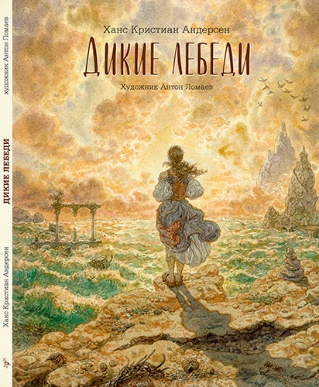 Ханс Кристиан Андерсен
Дикие лебеди
Художник Антон Ломаев
художник Антон Ломаев
ДИКИЕ ЛЕБЕДИ
Ханс Кристиан Андерсен